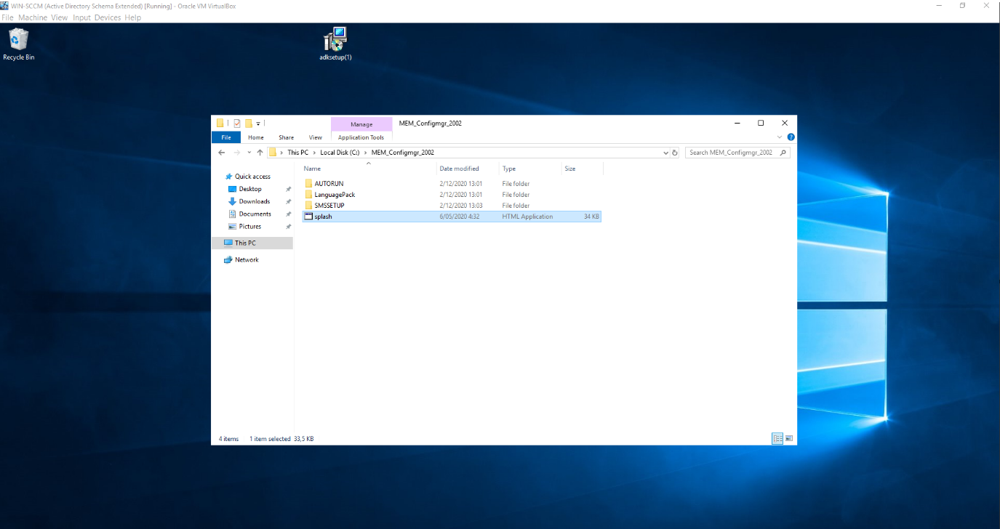 WIN-SCCM (Active Directory Schema Extended) [Running] - Oracle VM VirtualBox
File Machine View Input Devices Help
Recycle Bin
adksetup(1)
Manage MEM_Configmgr_2002
File Home Share View Application Tools
This PC Local Disk (C:) MEM_Configmgr_2002 Search MEM_Configmgr_2002
Name Date modified Type Size
Quick access
Desktop
Downloads
Documents
Pictures
This PC
Network
AUTORUN 2/12/2020 13:01 File folder
LanguagePack 2/12/2020 13:01 File folder
SMSSETUP 2/12/2020 13:03 File folder
splash 6/05/2020 4:32 HTML Application 34 KB
4 items 1 item selected 33,5 KB